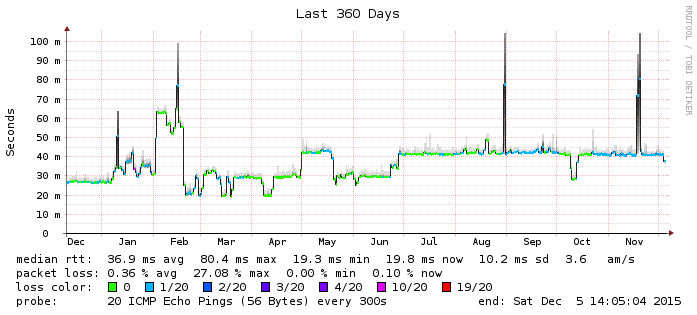 Last 360 Days
RRDTOOL / TOBI OETIKER
Seconds
100 m
90 m
80 m
70 m
60 m
50 m
40 m
30 m
20 m
10 m
0
Dec Jan Feb Mar Apr May Jun Jul Aug Sep Oct Nov
median rtt: 36.9 ms avg 80.4 ms max 19.3 ms min 19.8 ms now 10.2 ms sd 3.6 am/s
packet loss: 0.36 % avg 27.08 % max 0.00 % min 0.10 % now
loss color: 0 1/20 2/20 3/20 4/20 10/20 19/20
probe: 20 ICMP Echo Pings (56 Bytes) every 300s end: Sat Dec 5 14:05:04 2015